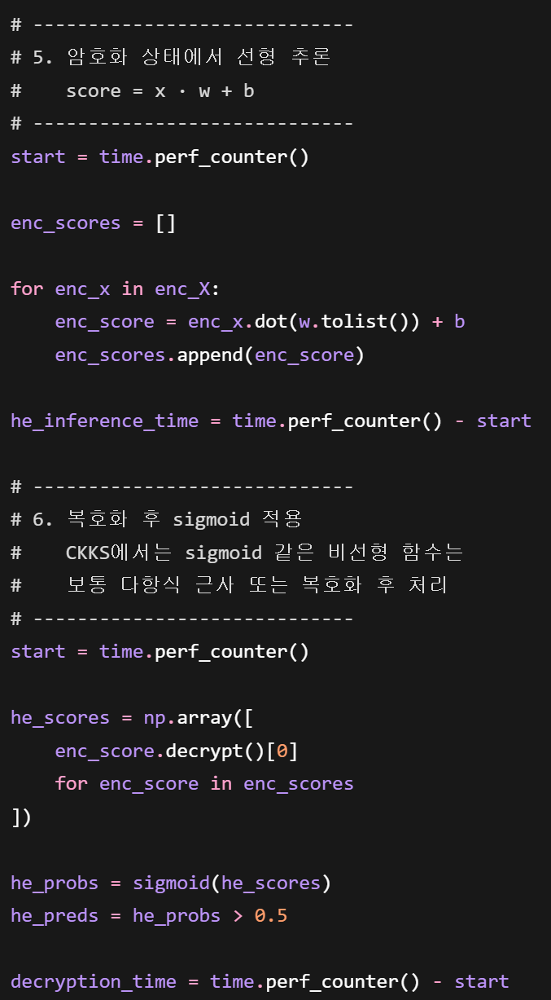 # -----------------------------
# 5. 암호화 상태에서 선형 추론
#    score = x · w + b
# -----------------------------
start = time.perf_counter()
enc_scores = []
for enc_x in enc_X:
    enc_score = enc_x.dot(w.tolist()) + b
    enc_scores.append(enc_score)
he_inference_time = time.perf_counter() - start
# -----------------------------
# 6. 복호화 후 sigmoid 적용
#    CKKS에서는 sigmoid 같은 비선형 함수는
#    보통 다항식 근사 또는 복호화 후 처리
# -----------------------------
start = time.perf_counter()
he_scores = np.array([
    enc_score.decrypt()[0]
    for enc_score in enc_scores
])
he_probs = sigmoid(he_scores)
he_preds = he_probs > 0.5
decryption_time = time.perf_counter() - start